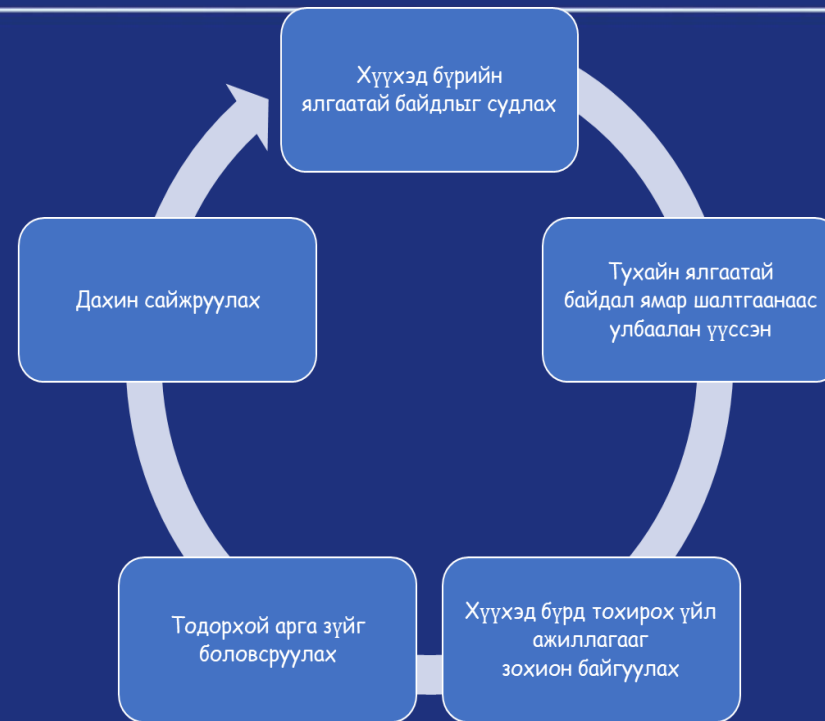 Хүүхэд бүрийн
ялгаатай байдлыг судлах
Тухайн ялгаатай
байдал ямар шалтгаанаас
улбаалан үүссэн
Хүүхэд бүрд тохирох үйл
ажиллагааг
зохион байгуулах
Тодорхой арга зүйг
боловсруулах
Дахин сайжруулах